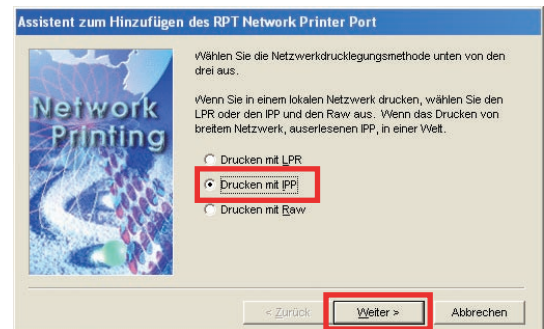 Assistent zum Hinzufügen des RPT Network Printer Port
Network
Printing
Wählen Sie die Netzwerkdrucklegungsmethode unten von den
drei aus.
Wenn Sie in einem lokalen Netzwerk drucken, wählen Sie den
LPR oder den IPP und den Raw aus. Wenn das Drucken von
breitem Netzwerk, auserlesenen IPP, in einer Welt.
Drucken mit LPR
Drucken mit IPP
Drucken mit Raw
< Zurück
Weiter >
Abbrechen